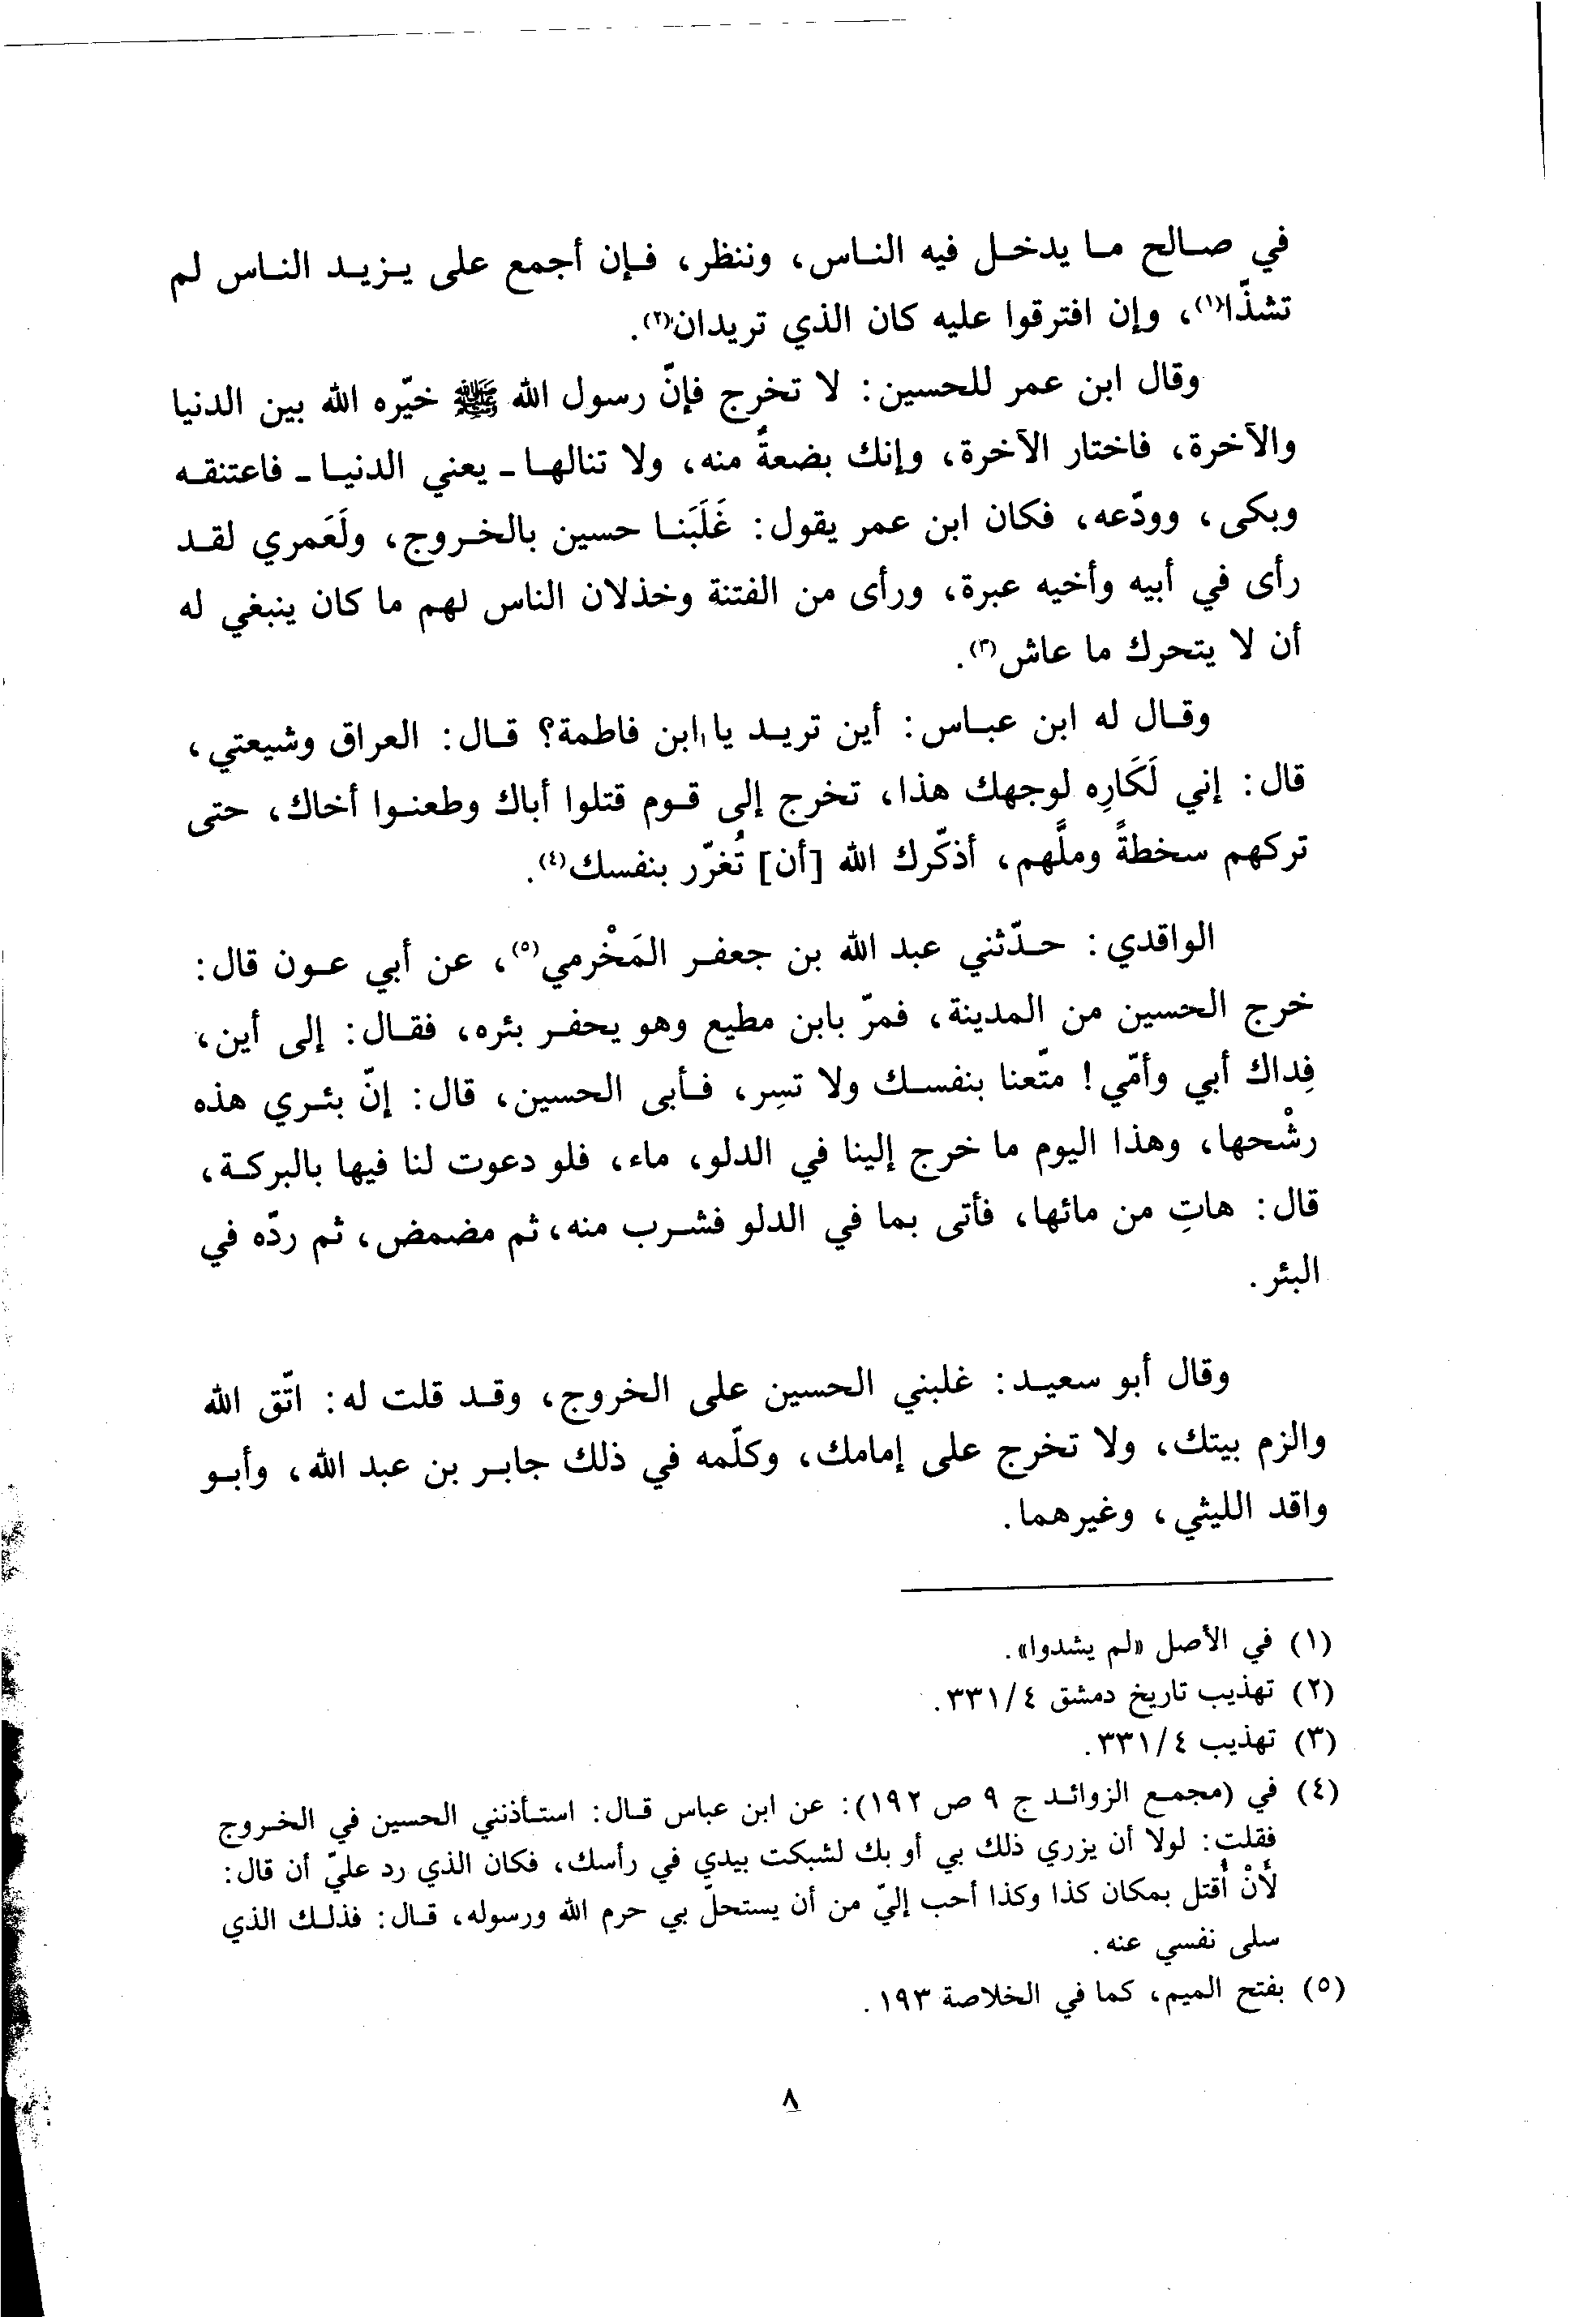 في صالح ما يدخل فيه الناس، وننظر، فإن أجمع على يزيد الناس لم
تشذّا(١)، وإن افترقوا عليه كان الذي تريدان(٢).
وقال ابن عمر للحسين: لا تخرج فإنّ رسول الله ﷺ خيّره الله بين الدنيا
والآخرة، فاختار الآخرة، وإنك بضعةٌ منه، ولا تنالها ـ يعني الدنيا ـ فاعتنقه
وبكى، وودّعه، فكان ابن عمر يقول: غَلَبَنا حسين بالخروج، ولَعَمري لقد
رأى في أبيه وأخيه عبرة، ورأى من الفتنة وخذلان الناس لهم ما كان ينبغي له
أن لا يتحرك ما عاش(٣).
وقال له ابن عباس: أين تريد يا ابن فاطمة؟ قال: العراق وشيعتي،
قال: إني لَكَارِه لوجهك هذا، تخرج إلى قوم قتلوا أباك وطعنوا أخاك، حتى
تركهم سخطةً وملَّهم، أذكّرك الله [أن] تُغرّر بنفسك(٤).
الواقدي: حدّثني عبد الله بن جعفر المَخْرمي(٥)، عن أبي عون قال:
خرج الحسين من المدينة، فمرّ بابن مطيع وهو يحفر بئره، فقال: إلى أين،
فِداك أبي وأمّي! متّعنا بنفسك ولا تسِر، فأبى الحسين، قال: إنّ بئري هذه
رشْحها، وهذا اليوم ما خرج إلينا في الدلو، ماء، فلو دعوت لنا فيها بالبركة،
قال: هاتِ من مائها، فأتى بما في الدلو فشرب منه، ثم مضمض، ثم ردّه في
البئر.
وقال أبو سعيد: غلبني الحسين على الخروج، وقد قلت له: اتّق الله
والزم بيتك، ولا تخرج على إمامك، وكلّمه في ذلك جابر بن عبد الله، وأبو
واقد الليثي، وغيرهما.
(١) في الأصل «لم يشدوا».
(٢) تهذيب تاريخ دمشق ٤/٣٣١.
(٣) تهذيب ٤/٣٣١.
(٤) في (مجمع الزوائد ج ٩ ص ١٩٢): عن ابن عباس قال: استأذنني الحسين في الخروج
فقلت: لولا أن يزري ذلك بي أو بك لشبكت بيدي في رأسك، فكان الذي رد عليّ أن قال:
لأَنْ أُقتل بمكان كذا وكذا أحب إليّ من أن يستحلّ بي حرم الله ورسوله، قال: فذلك الذي
سلى نفسي عنه.
(٥) بفتح الميم، كما في الخلاصة ١٩٣.
٨